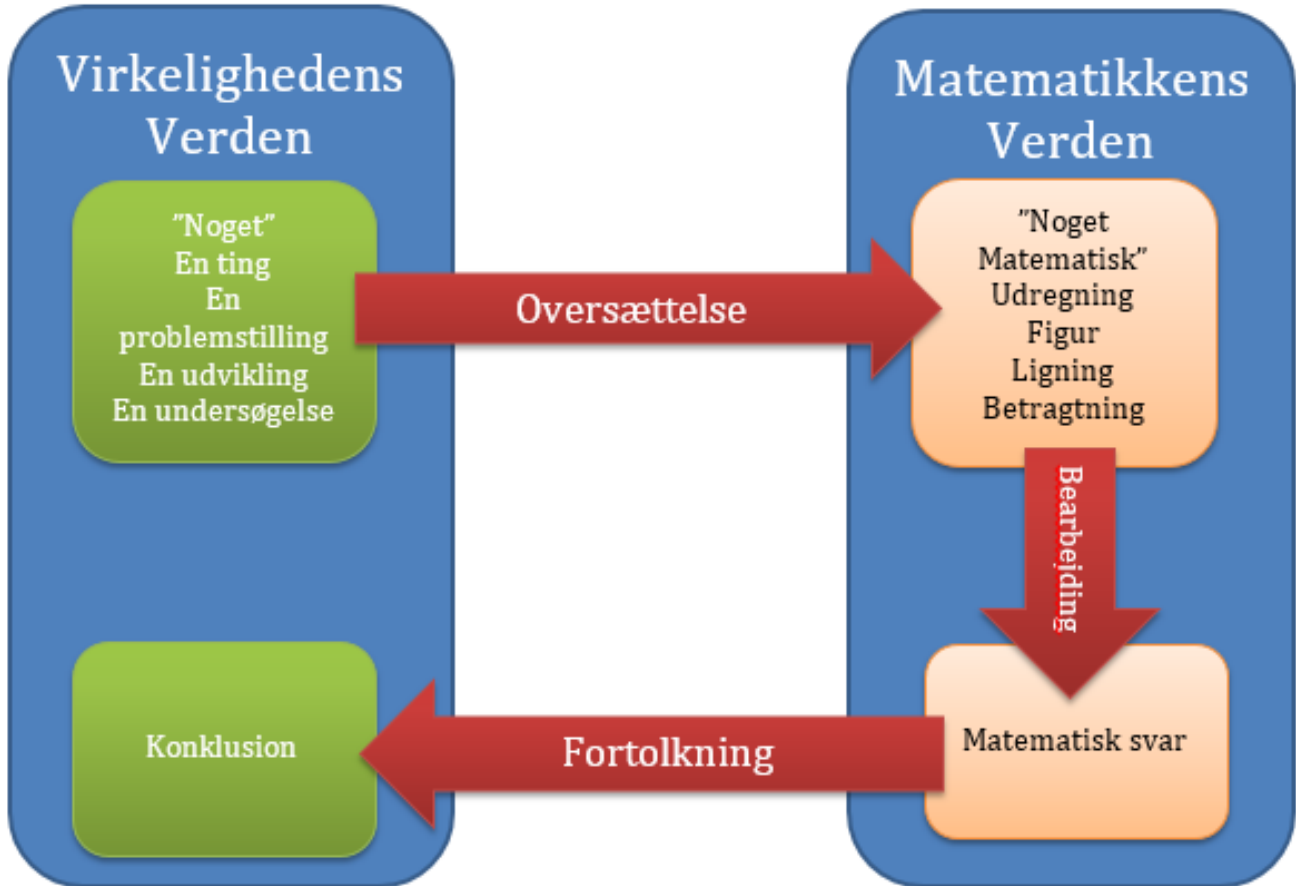 Virkelighedens
Verden
”Noget”
En ting
En
problemstilling
En udvikling
En undersøgelse
Oversættelse
Matematikkens
Verden
”Noget
Matematisk”
Udregning
Figur
Ligning
Betragtning
Bearbejding
Matematisk svar
Fortolkning
Konklusion